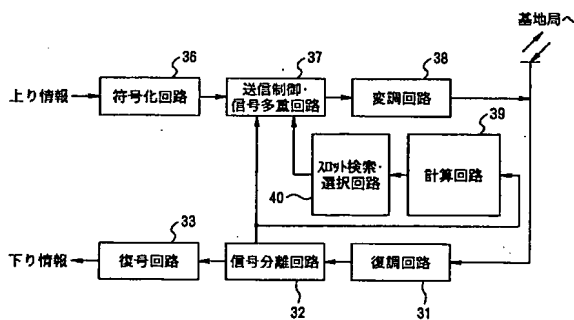 基地局へ
36
37
38
上り情報
符号化回路
送信制御・
信号多重回路
変調回路
39
スロット検索・
選択回路
計算回路
40
33
下り情報
復号回路
信号分離回路
復調回路
32
31